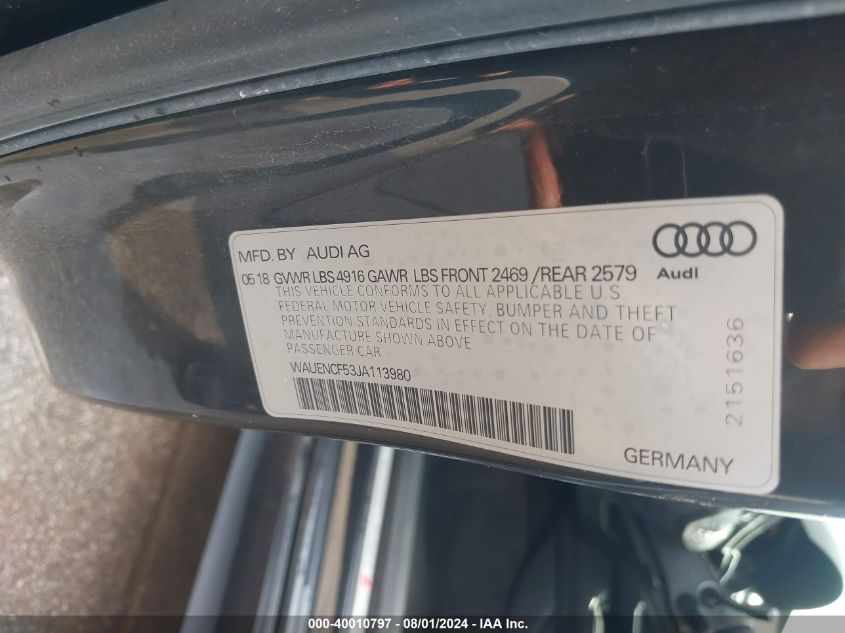 MFD. BY AUDI AG
05 18 GVWR LBS 4916 GAWR LBS FRONT 2469 /REAR 2579
THIS VEHICLE CONFORMS TO ALL APPLICABLE U.S.
FEDERAL MOTOR VEHICLE SAFETY, BUMPER AND THEFT
PREVENTION STANDARDS IN EFFECT ON THE DATE OF
MANUFACTURE SHOWN ABOVE
PASSENGER CAR
WAUENCF53JA113980
Audi
2151636
GERMANY
000-40010797 - 08/01/2024 - IAA Inc.